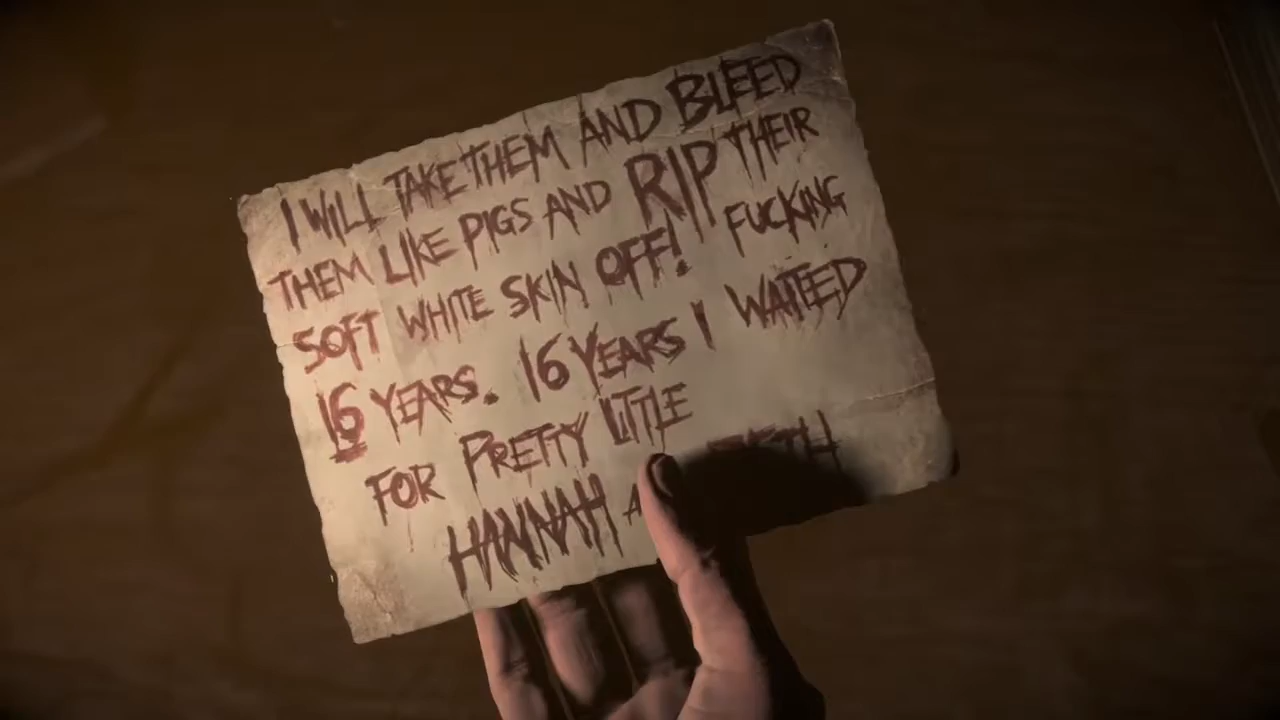 I WILL TAKE THEM AND BLEED
THEM LIKE PIGS AND RIP THEIR
SOFT WHITE SKIN OFF! FUCKING
16 YEARS. 16 YEARS I WAITED
FOR PRETTY LITTLE
HANNAH